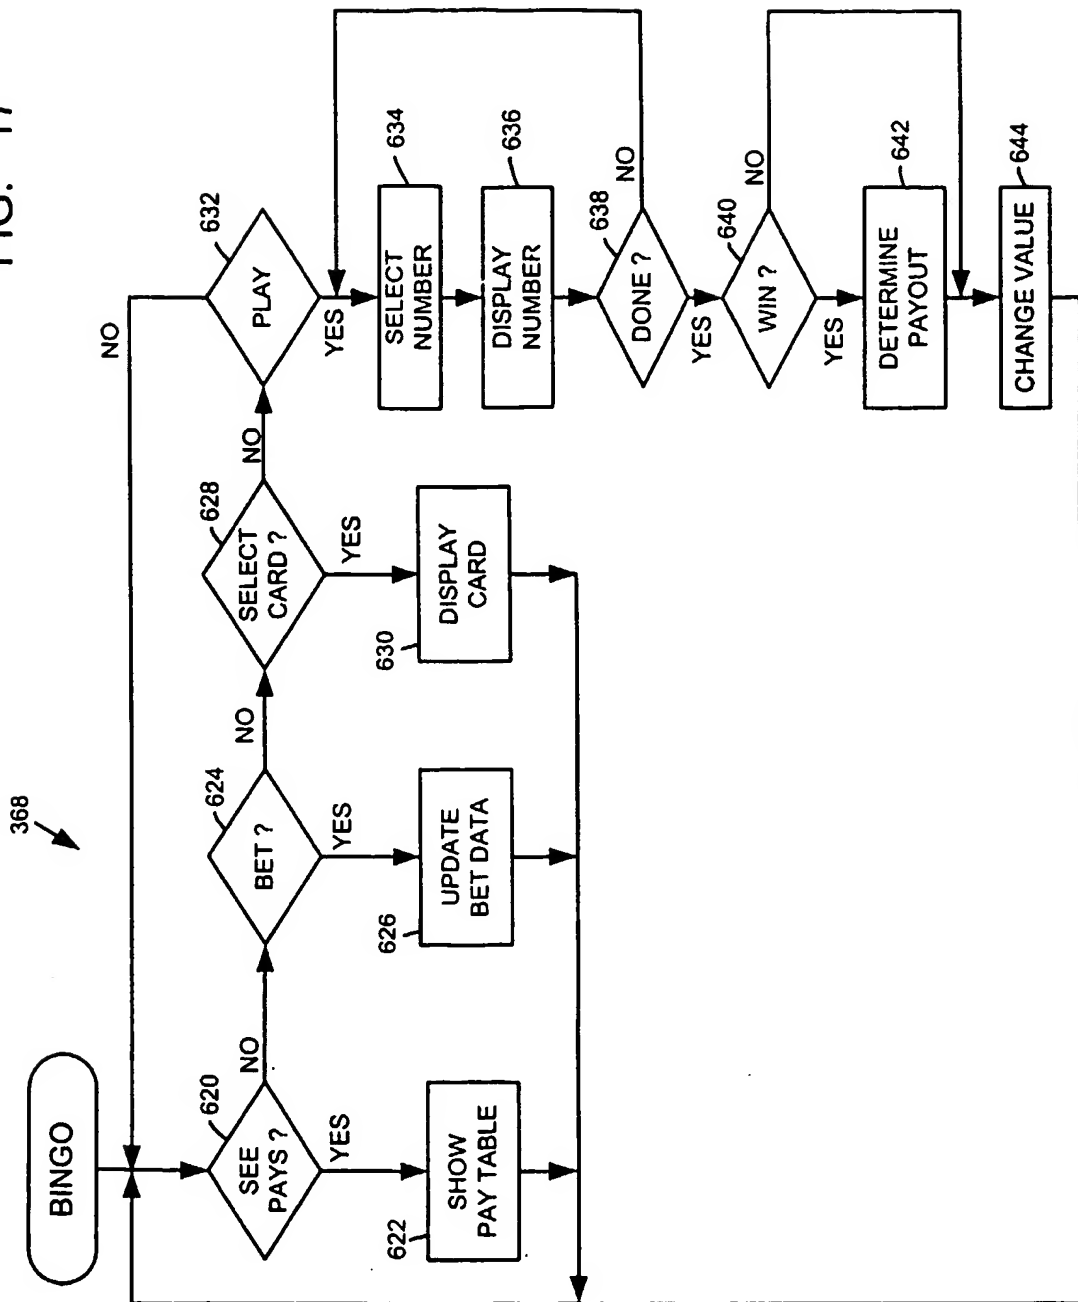 FIG. 17
368
BINGO
620
SEE
PAYS ?
NO
YES
622
SHOW
PAY TABLE
624
BET ?
NO
YES
626
UPDATE
BET DATA
628
SELECT
CARD ?
NO
YES
630
DISPLAY
CARD
632
PLAY
NO
YES
634
SELECT
NUMBER
636
DISPLAY
NUMBER
638
DONE ?
NO
YES
640
WIN ?
NO
YES
642
DETERMINE
PAYOUT
644
CHANGE VALUE